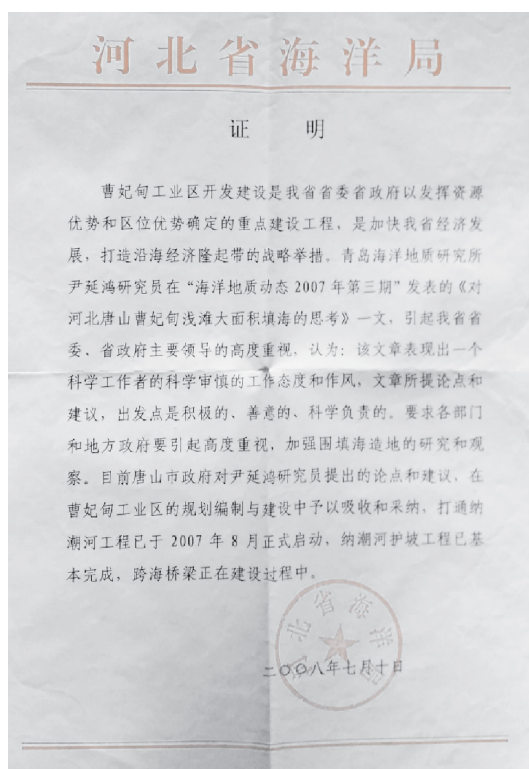 河北省海洋局
证 明
曹妃甸工业区开发建设是我省省委省政府以发挥资源
优势和区位优势确定的重点建设工程，是加快我省经济发
展，打造沿海经济隆起带的战略举措。青岛海洋地质研究所
尹延鸿研究员在“海洋地质动态2007年第三期”发表的《对
河北唐山曹妃甸浅滩大面积填海的思考》一文，引起我省省
委、省政府主要领导的高度重视，认为：该文章表现出一个
科学工作者的科学审慎的工作态度和作风，文章所提论点和
建议，出发点是积极的、善意的、科学负责的。要求各部门
和地方政府要引起高度重视，加强围填海造地的研究和观
察。目前唐山市政府对尹延鸿研究员提出的论点和建议，在
曹妃甸工业区的规划编制与建设中予以吸收和采纳，打通纳
潮河工程已于2007年8月正式启动，纳潮河护坡工程已基
本完成，跨海桥梁正在建设过程中。
河北省海洋局
二〇〇八年七月十日